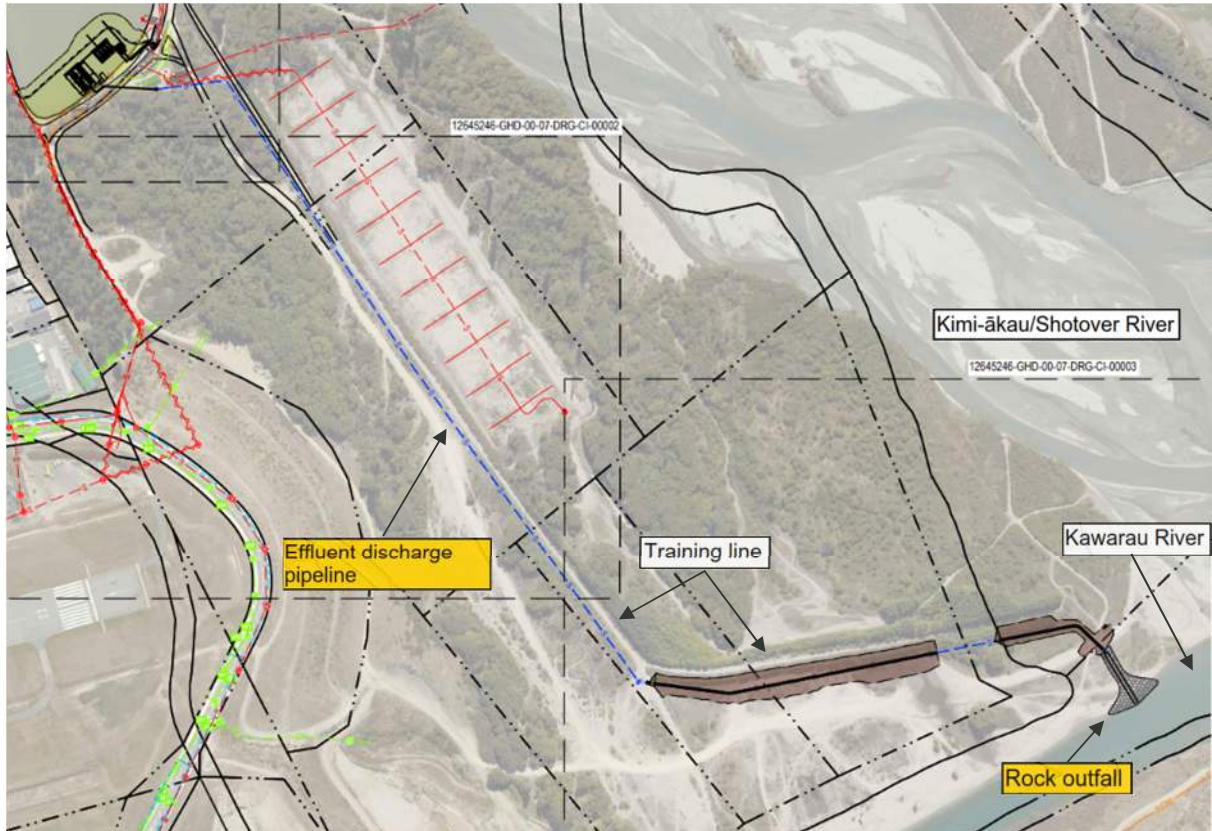 12645246-GHD-00-07-DRG-CI-00002
Kimi-ākau/Shotover River
12645246-GHD-00-07-DRG-CI-00003
Effluent discharge
pipeline
Training line
Kawarau River
Rock outfall